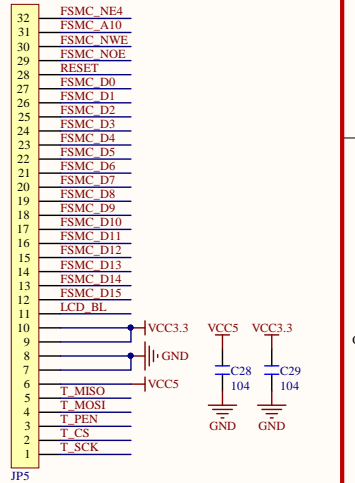 32 FSMC_NE4
31 FSMC_A10
30 FSMC_NWE
29 FSMC_NOE
28 RESET
27 FSMC_D0
26 FSMC_D1
25 FSMC_D2
24 FSMC_D3
23 FSMC_D4
22 FSMC_D5
21 FSMC_D6
20 FSMC_D7
19 FSMC_D8
18 FSMC_D9
17 FSMC_D10
16 FSMC_D11
15 FSMC_D12
14 FSMC_D13
13 FSMC_D14
12 FSMC_D15
11 LCD_BL
10 VCC3.3 VCC5 VCC3.3
9
8 GND
7 C28 C29
6 VCC5 104 104
5 T_MISO
4 T_MOSI
3 T_PEN GND GND
2 T_CS
1 T_SCK
JP5